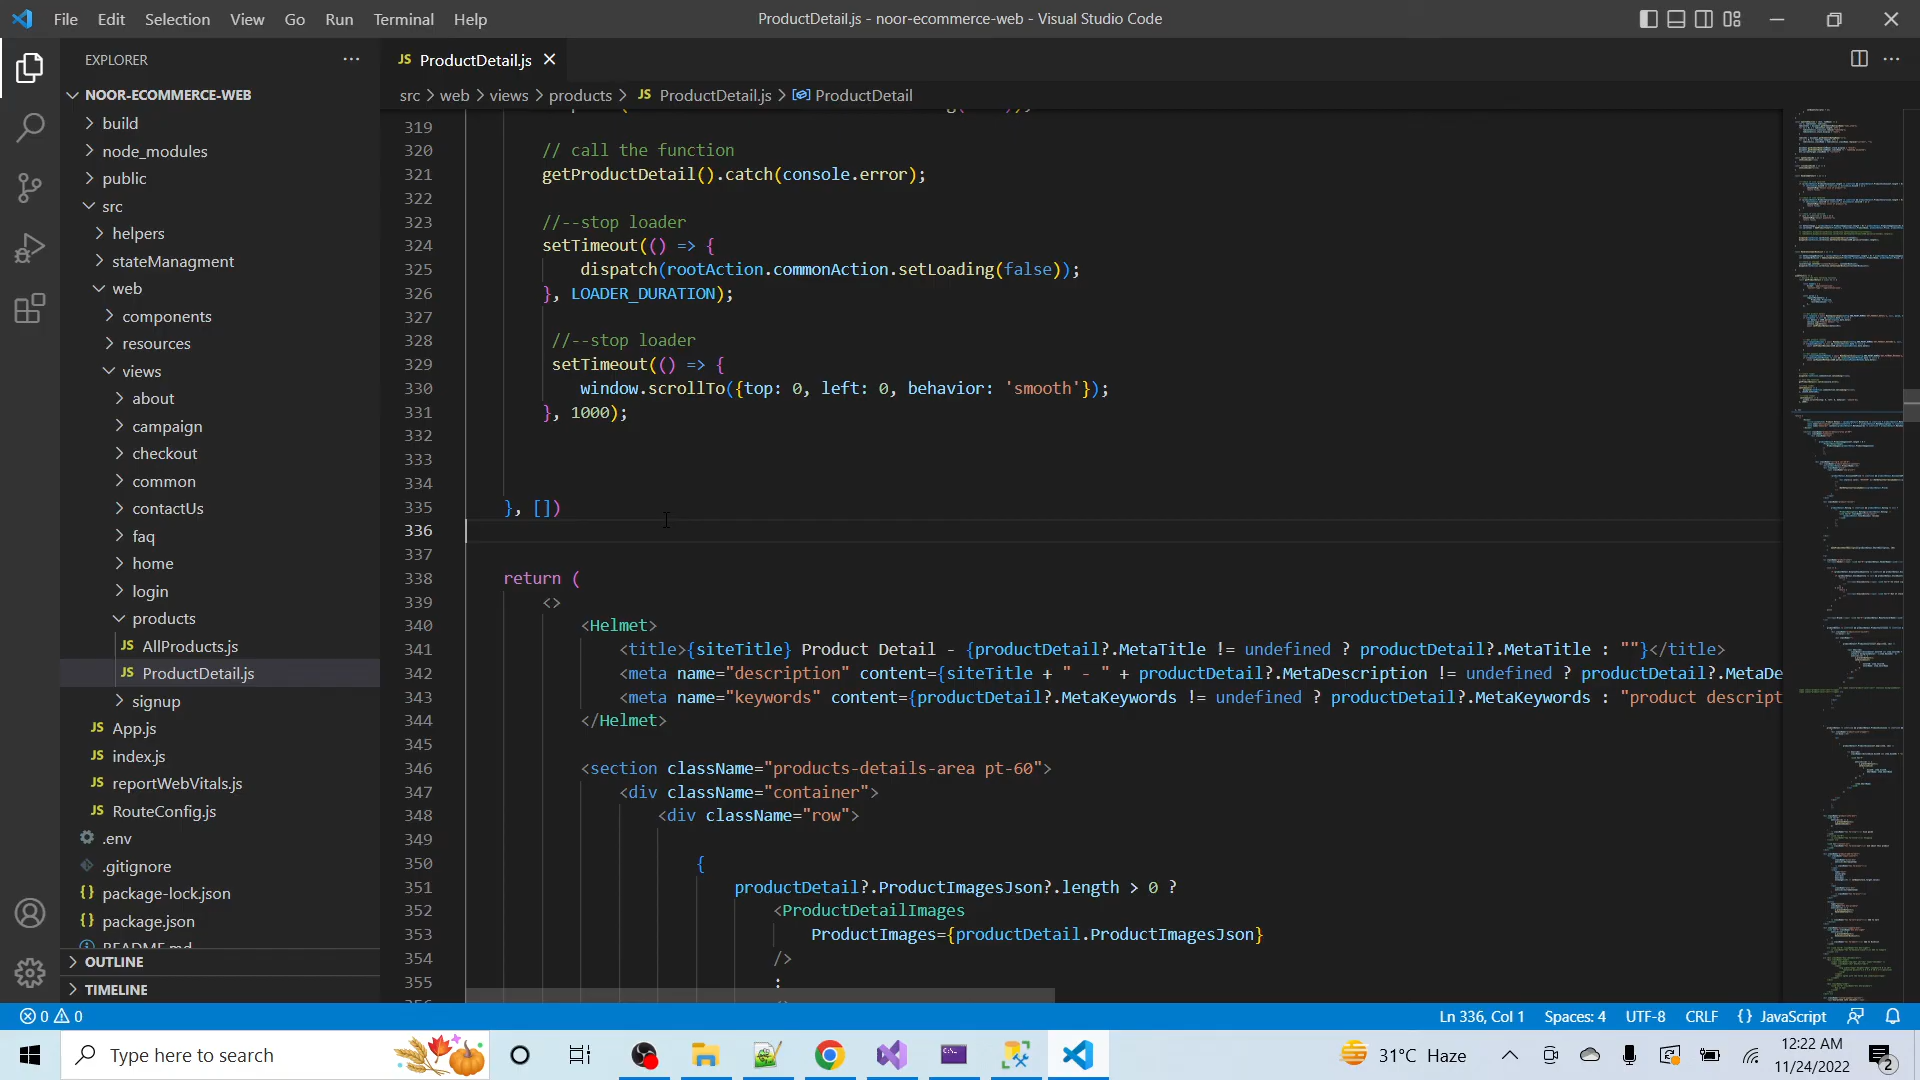 File Edit Selection View Go Run Terminal Help
ProductDetail.js - noor-ecommerce-web - Visual Studio Code
EXPLORER
NOOR-ECOMMERCE-WEB
build
node_modules
public
src
helpers
stateManagment
web
components
resources
views
about
campaign
checkout
common
contactUs
faq
home
login
products
JS AllProducts.js
JS ProductDetail.js
signup
JS App.js
JS index.js
JS reportWebVitals.js
JS RouteConfig.js
.env
.gitignore
{} package-lock.json
{} package.json
README.md
OUTLINE
TIMELINE
JS ProductDetail.js
src > web > views > products > JS ProductDetail.js > ProductDetail
319
320 // call the function
321 getProductDetail().catch(console.error);
322
323 //--stop loader
324 setTimeout(() => {
325 dispatch(rootAction.commonAction.setLoading(false));
326 }, LOADER_DURATION);
327
328 //--stop loader
329 setTimeout(() => {
330 window.scrollTo({top: 0, left: 0, behavior: 'smooth'});
331 }, 1000);
332
333
334
335 }, [])
336
337
338 return (
339 <>
340 <Helmet>
341 <title>{siteTitle} Product Detail - {productDetail?.MetaTitle != undefined ? productDetail?.MetaTitle : ""}</title>
342 <meta name="description" content={siteTitle + " - " + productDetail?.MetaDescription != undefined ? productDetail?.MetaDe
343 <meta name="keywords" content={productDetail?.MetaKeywords != undefined ? productDetail?.MetaKeywords : "product descript
344 </Helmet>
345
346 <section className="products-details-area pt-60">
347 <div className="container">
348 <div className="row">
349
350 {
351 productDetail?.ProductImagesJson?.length > 0 ?
352 <ProductDetailImages
353 ProductImages={productDetail.ProductImagesJson}
354 />
355 :
0 0
Ln 336, Col 1 Spaces: 4 UTF-8 CRLF {} JavaScript
Type here to search
31°C Haze
12:22 AM
11/24/2022
2